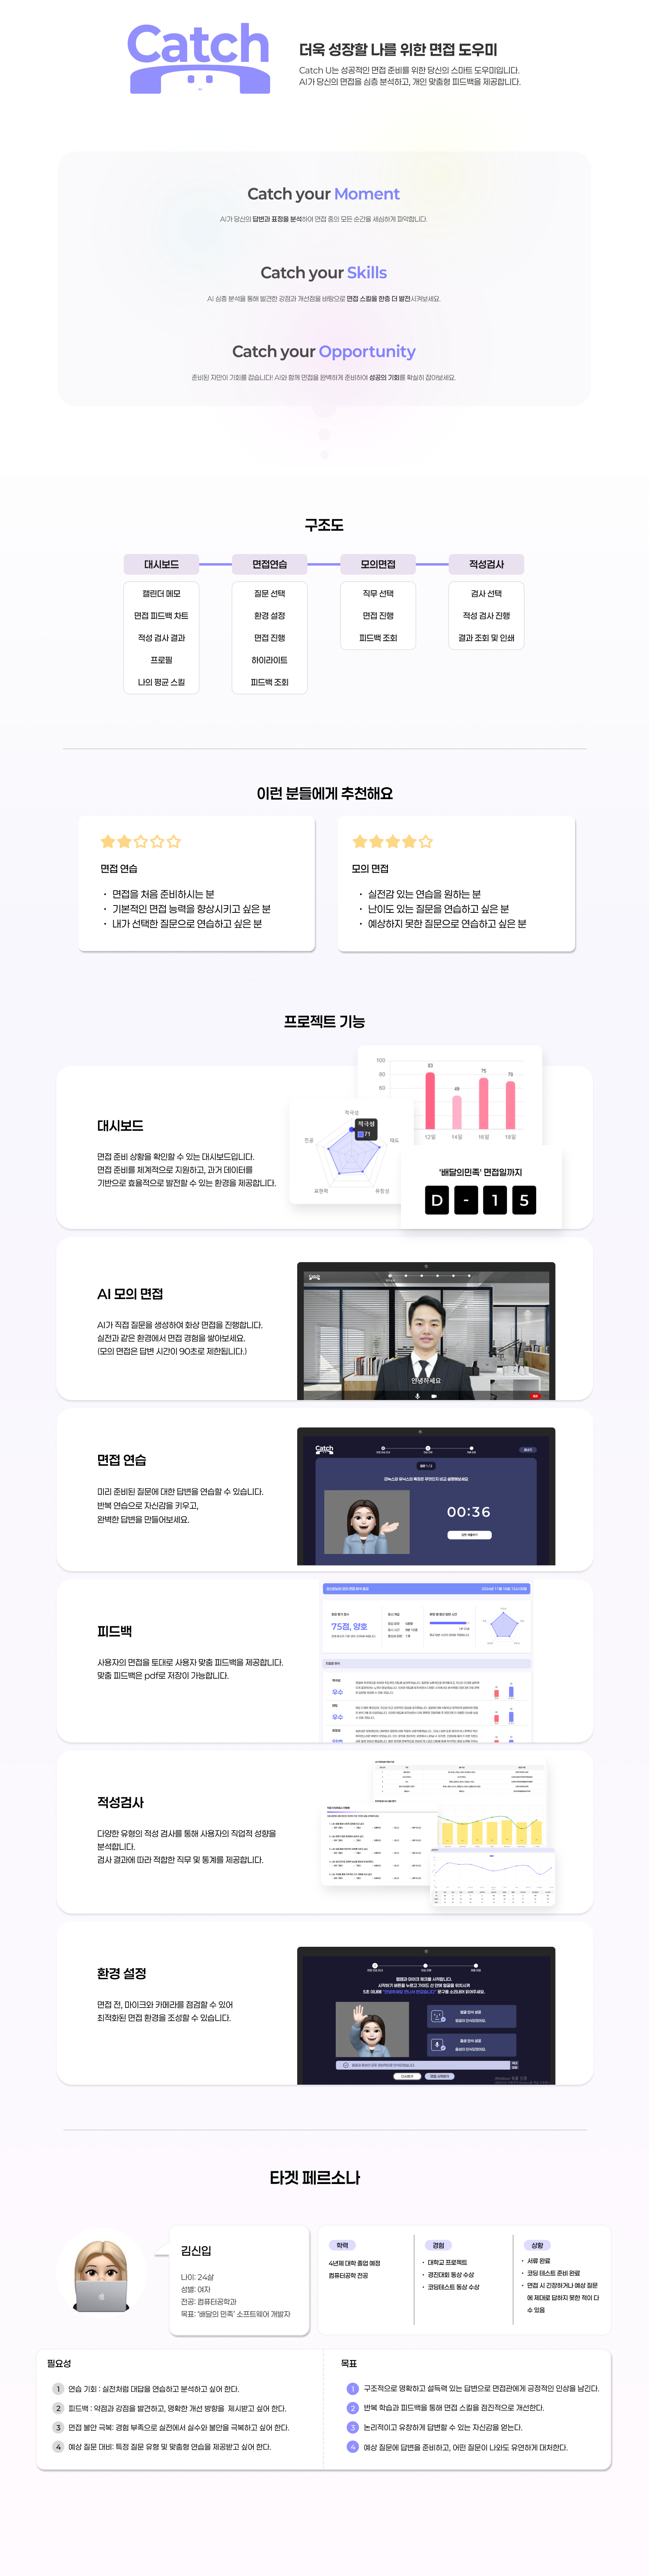 Catch
더욱 성장할 나를 위한 면접 도우미
Catch U는 성공적인 면접 준비를 위한 당신의 스마트 도우미입니다.
AI가 당신의 면접을 심층 분석하고, 개인 맞춤형 피드백을 제공합니다.
Catch your Moment
AI가 당신의 답변과 표정을 분석하여 면접 중의 모든 순간을 세심하게 파악합니다.
Catch your Skills
AI 심층 분석을 통해 발견한 강점과 개선점을 바탕으로 면접 스킬을 한층 더 발전시켜보세요.
Catch your Opportunity
준비된 자만이 기회를 잡습니다! AI와 함께 면접을 완벽하게 준비하여 성공의 기회를 확실히 잡아보세요.
구조도
대시보드
캘린더 메모
면접 피드백 차트
적성 검사 결과
프로필
나의 평균 스킬
면접연습
질문 선택
환경 설정
면접 진행
하이라이트
피드백 조회
모의면접
직무 선택
면접 진행
피드백 조회
적성검사
검사 선택
적성 검사 진행
결과 조회 및 인쇄
이런 분들에게 추천해요
면접 연습
• 면접을 처음 준비하시는 분
• 기본적인 면접 능력을 향상시키고 싶은 분
• 내가 선택한 질문으로 연습하고 싶은 분
모의 면접
• 실전감 있는 연습을 원하는 분
• 난이도 있는 질문을 연습하고 싶은 분
• 예상하지 못한 질문으로 연습하고 싶은 분
프로젝트 기능
대시보드
면접 준비 상황을 확인할 수 있는 대시보드입니다.
면접 준비를 체계적으로 지원하고, 과거 데이터를
기반으로 효율적으로 발전할 수 있는 환경을 제공합니다.
100
80
60
83
49
75
70
12일
14일
16일
18일
적극성
적극성
71
전공
태도
표현력
유창성
'배달의민족' 면접일까지
D - 1 5
AI 모의 면접
AI가 직접 질문을 생성하여 화상 면접을 진행합니다.
실전과 같은 환경에서 면접 경험을 쌓아보세요.
(모의 면접은 답변 시간이 90초로 제한됩니다.)
안녕하세요
면접 연습
미리 준비된 질문에 대한 답변을 연습할 수 있습니다.
반복 연습으로 자신감을 키우고,
완벽한 답변을 만들어보세요.
Catch
00:36
피드백
사용자의 면접을 토대로 사용자 맞춤 피드백을 제공합니다.
맞춤 피드백은 pdf로 저장이 가능합니다.
75점, 양호
우수
우수
적성검사
다양한 유형의 적성 검사를 통해 사용자의 직업적 성향을
분석합니다.
검사 결과에 따라 적합한 직무 및 통계를 제공합니다.
환경 설정
면접 전, 마이크와 카메라를 점검할 수 있어
최적화된 면접 환경을 조성할 수 있습니다.
웹캠과 마이크 체크를 시작합니다.
시작하기 버튼을 누르고 가이드 선 안에 얼굴을 위치시켜
타겟 페르소나
김신입
나이: 24살
성별: 여자
전공: 컴퓨터공학과
목표: '배달의 민족' 소프트웨어 개발자
학력
4년제 대학 졸업 예정
컴퓨터공학 전공
경험
• 대학교 프로젝트
• 경진대회 동상 수상
• 코딩테스트 동상 수상
상황
• 서류 완료
• 코딩 테스트 준비 완료
• 면접 시 긴장하거나 예상 질문
에 제대로 답하지 못한 적이 다
수 있음
필요성
1 연습 기회 : 실전처럼 대답을 연습하고 분석하고 싶어 한다.
2 피드백 : 약점과 강점을 발견하고, 명확한 개선 방향을 제시받고 싶어 한다.
3 면접 불안 극복: 경험 부족으로 실전에서 실수와 불안을 극복하고 싶어 한다.
4 예상 질문 대비: 특정 질문 유형 및 맞춤형 연습을 제공받고 싶어 한다.
목표
1 구조적으로 명확하고 설득력 있는 답변으로 면접관에게 긍정적인 인상을 남긴다.
2 반복 학습과 피드백을 통해 면접 스킬을 점진적으로 개선한다.
3 논리적이고 유창하게 답변할 수 있는 자신감을 얻는다.
4 예상 질문에 답변을 준비하고, 어떤 질문이 나와도 유연하게 대처한다.